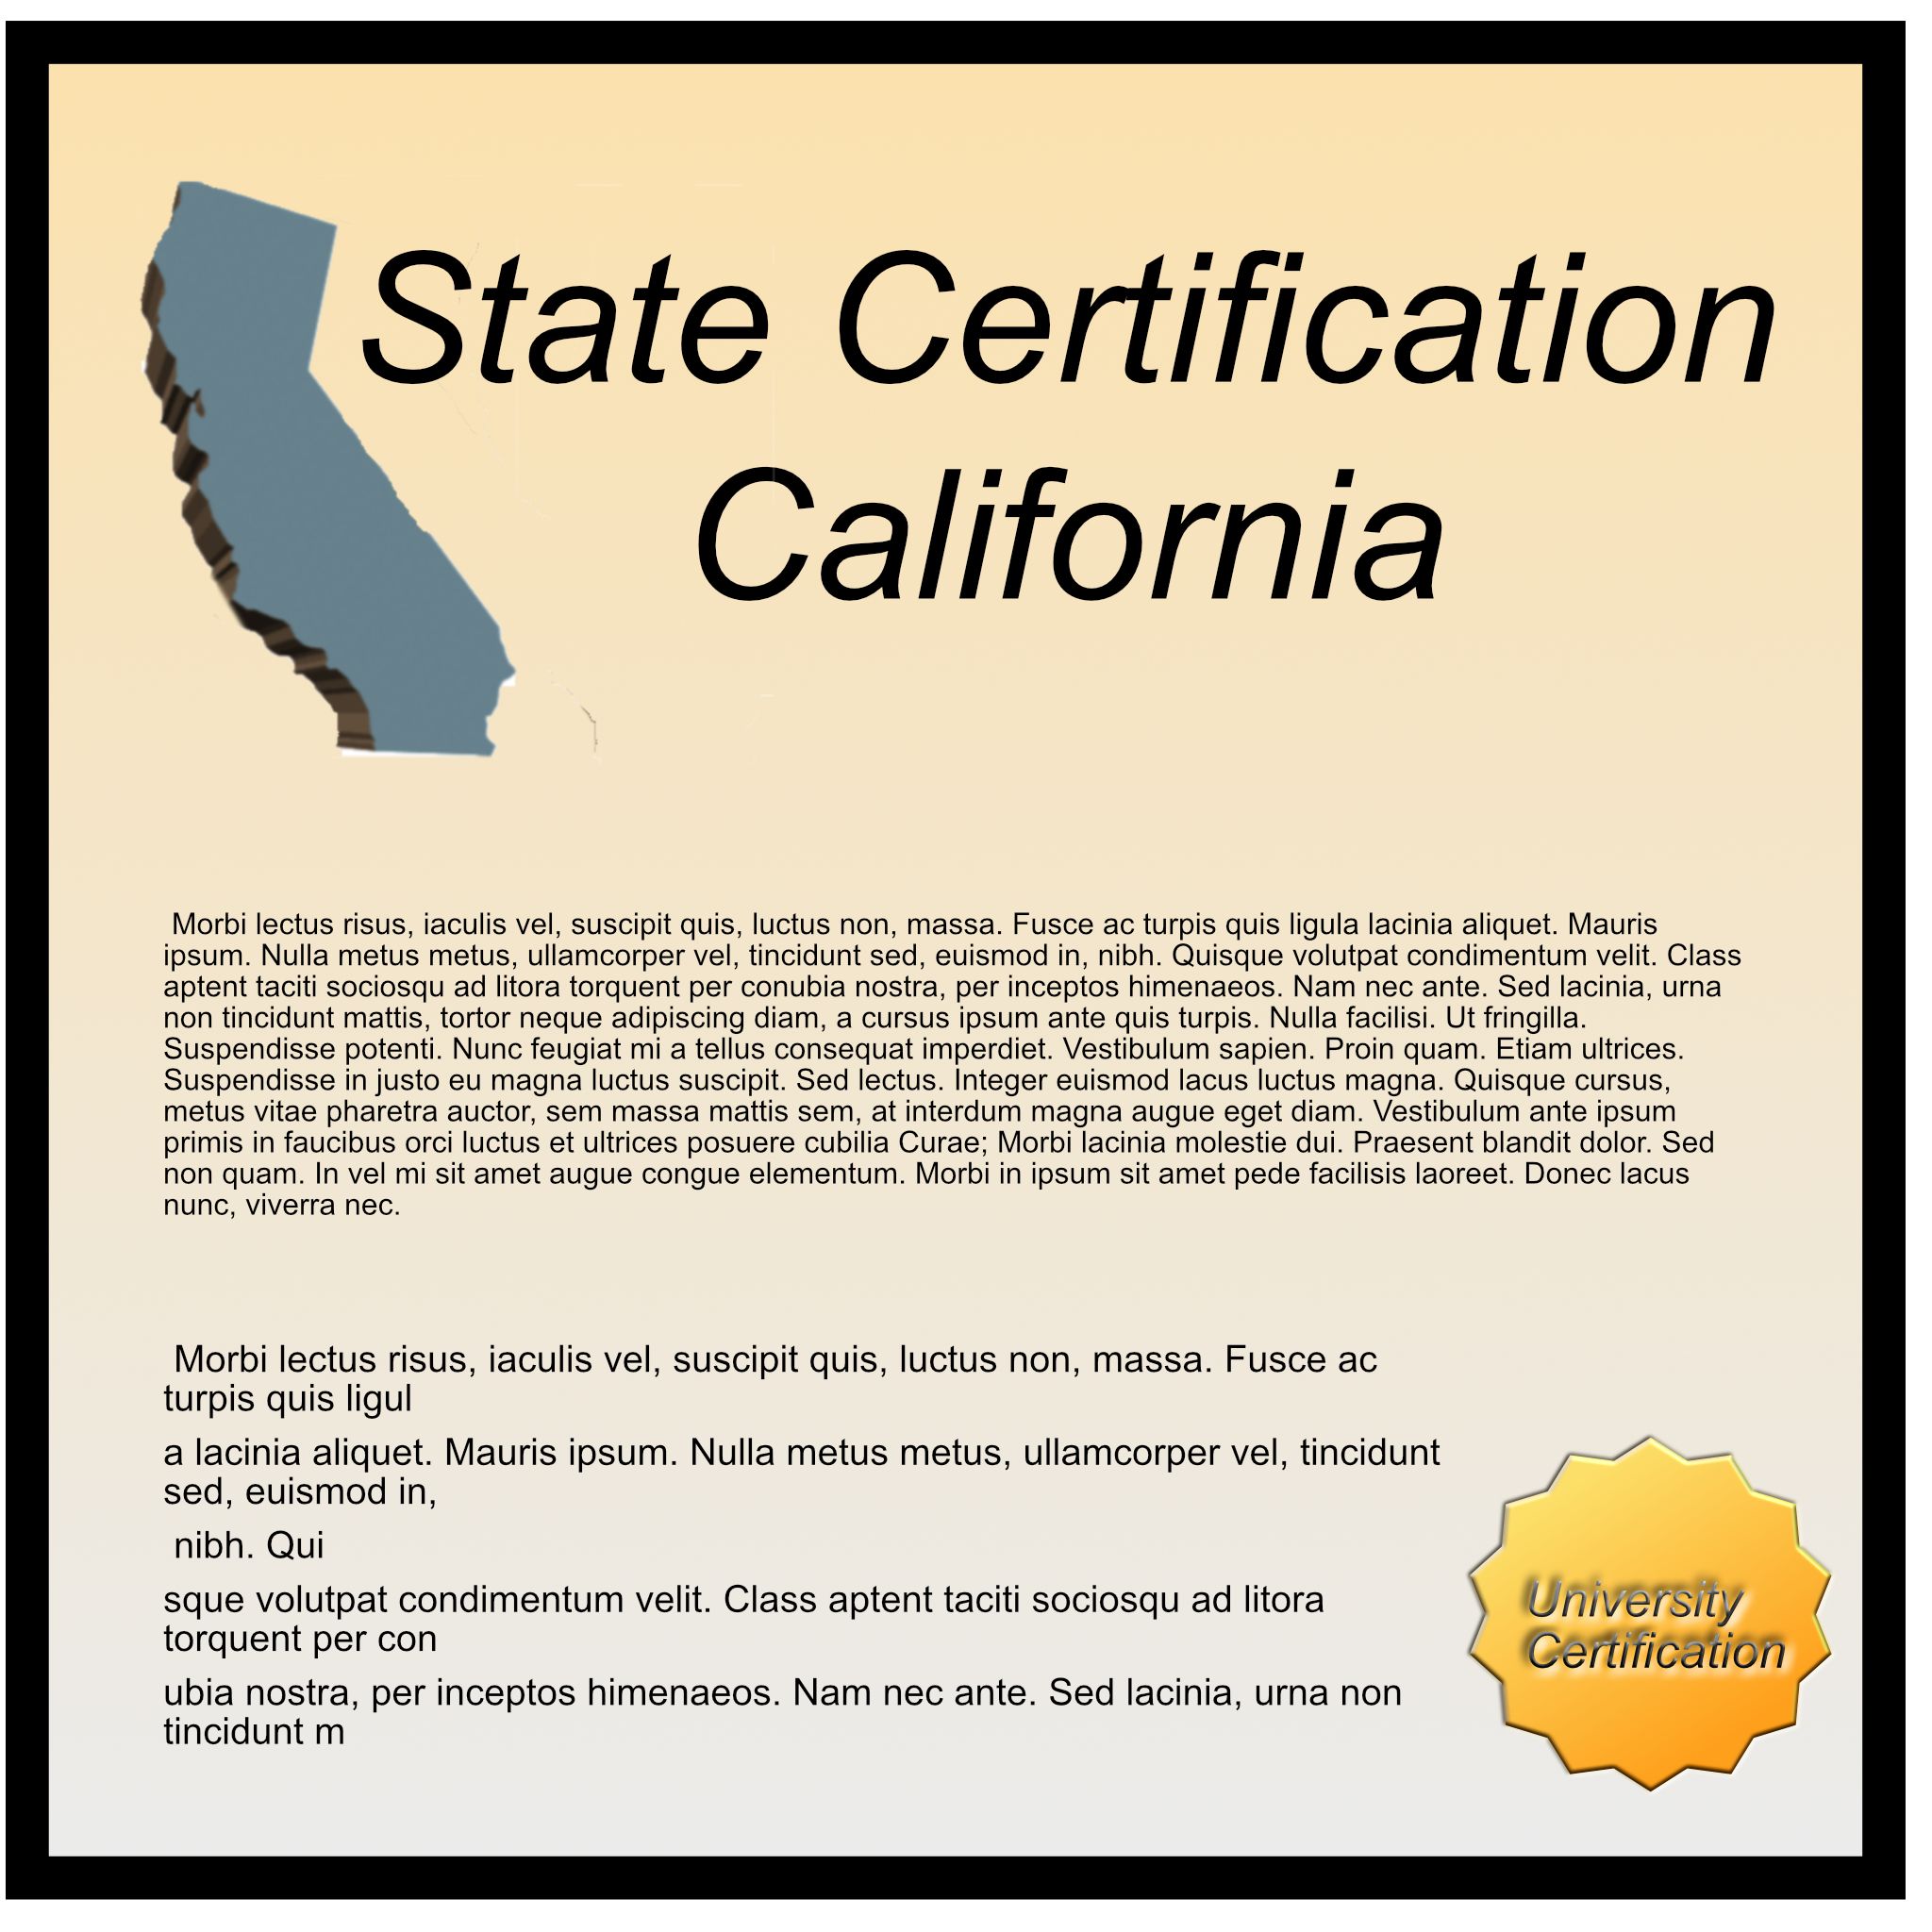 State Certification
California
Morbi lectus risus, iaculis vel, suscipit quis, luctus non, massa. Fusce ac turpis quis ligula lacinia aliquet. Mauris
ipsum. Nulla metus metus, ullamcorper vel, tincidunt sed, euismod in, nibh. Quisque volutpat condimentum velit. Class
aptent taciti sociosqu ad litora torquent per conubia nostra, per inceptos himenaeos. Nam nec ante. Sed lacinia, urna
non tincidunt mattis, tortor neque adipiscing diam, a cursus ipsum ante quis turpis. Nulla facilisi. Ut fringilla.
Suspendisse potenti. Nunc feugiat mi a tellus consequat imperdiet. Vestibulum sapien. Proin quam. Etiam ultrices.
Suspendisse in justo eu magna luctus suscipit. Sed lectus. Integer euismod lacus luctus magna. Quisque cursus,
metus vitae pharetra auctor, sem massa mattis sem, at interdum magna augue eget diam. Vestibulum ante ipsum
primis in faucibus orci luctus et ultrices posuere cubilia Curae; Morbi lacinia molestie dui. Praesent blandit dolor. Sed
non quam. In vel mi sit amet augue congue elementum. Morbi in ipsum sit amet pede facilisis laoreet. Donec lacus
nunc, viverra nec.
Morbi lectus risus, iaculis vel, suscipit quis, luctus non, massa. Fusce ac
turpis quis ligul
a lacinia aliquet. Mauris ipsum. Nulla metus metus, ullamcorper vel, tincidunt
sed, euismod in,
nibh. Qui
sque volutpat condimentum velit. Class aptent taciti sociosqu ad litora
torquent per con
ubia nostra, per inceptos himenaeos. Nam nec ante. Sed lacinia, urna non
tincidunt m
University
Certification